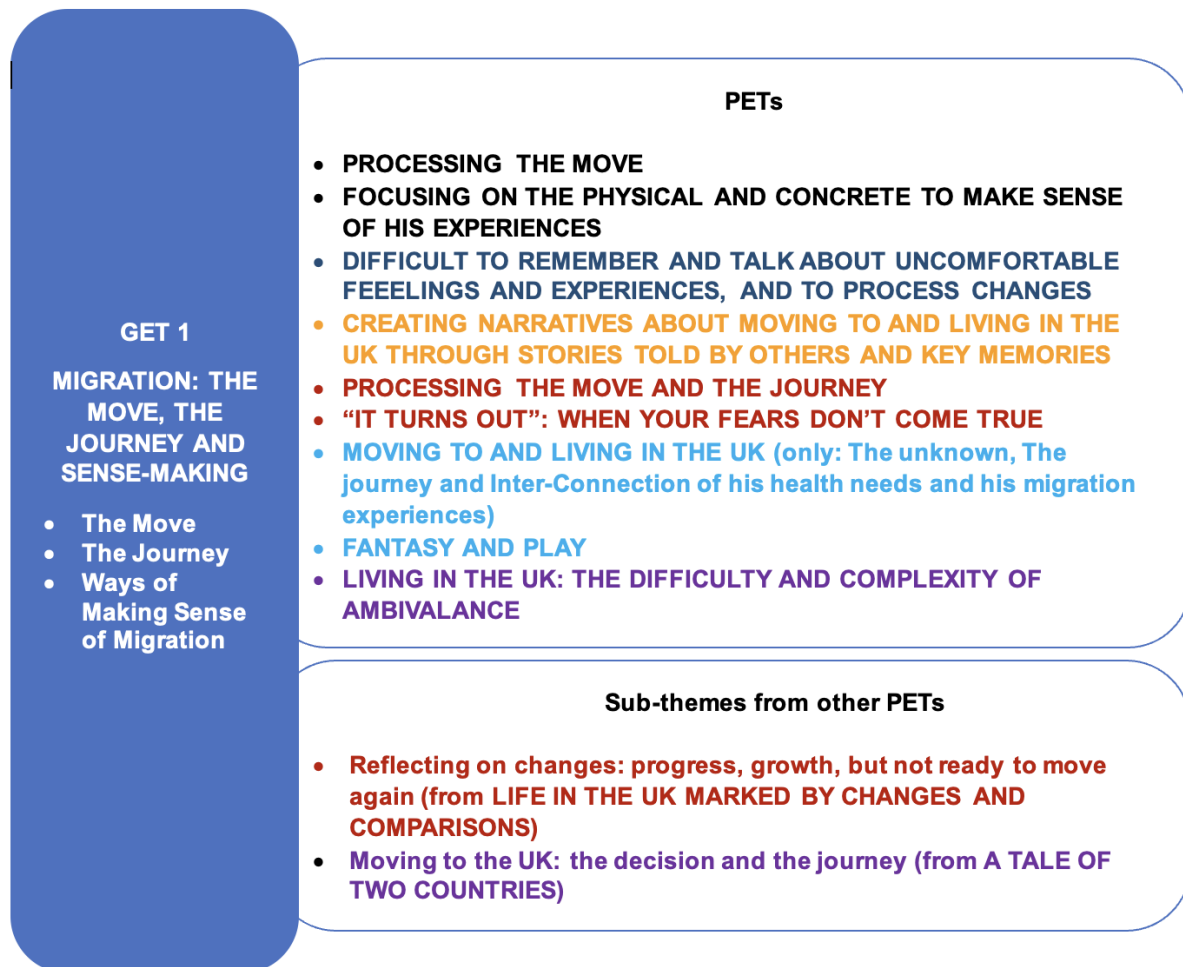 GET 1
MIGRATION: THE
MOVE, THE
JOURNEY AND
SENSE-MAKING
• The Move
• The Journey
• Ways of
Making Sense
of Migration
PETs
• PROCESSING THE MOVE
• FOCUSING ON THE PHYSICAL AND CONCRETE TO MAKE SENSE
OF HIS EXPERIENCES
• DIFFICULT TO REMEMBER AND TALK ABOUT UNCOMFORTABLE
FEEELINGS AND EXPERIENCES, AND TO PROCESS CHANGES
• CREATING NARRATIVES ABOUT MOVING TO AND LIVING IN THE
UK THROUGH STORIES TOLD BY OTHERS AND KEY MEMORIES
• PROCESSING THE MOVE AND THE JOURNEY
• “IT TURNS OUT”: WHEN YOUR FEARS DON’T COME TRUE
• MOVING TO AND LIVING IN THE UK (only: The unknown, The
journey and Inter-Connection of his health needs and his migration
experiences)
• FANTASY AND PLAY
• LIVING IN THE UK: THE DIFFICULTY AND COMPLEXITY OF
AMBIVALANCE
Sub-themes from other PETs
• Reflecting on changes: progress, growth, but not ready to move
again (from LIFE IN THE UK MARKED BY CHANGES AND
COMPARISONS)
• Moving to the UK: the decision and the journey (from A TALE OF
TWO COUNTRIES)